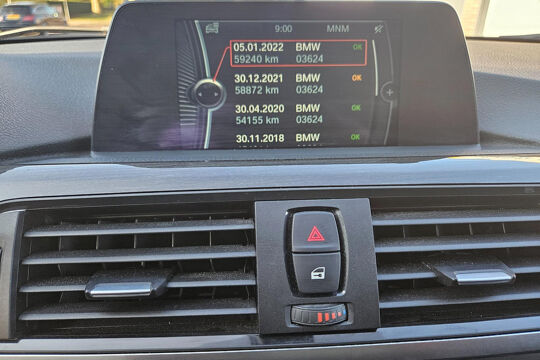 9:00 MNM
05.01.2022 BMW OK
59240 km 03624
30.12.2021 BMW OK
58872 km 03624
30.04.2020 BMW OK
54155 km 03624
30.11.2018 BMW OK